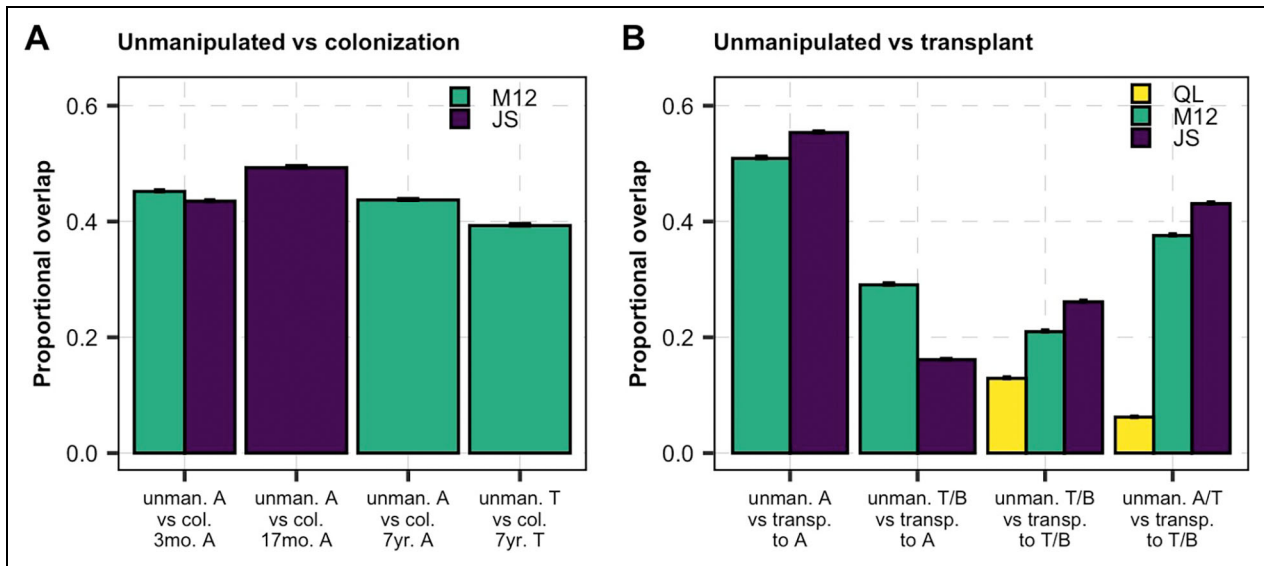 A
Unmanipulated vs colonization
M12
JS
Proportional overlap
0.6
0.4
0.2
0.0
unman. A
vs col.
3mo. A
unman. A
vs col.
17mo. A
unman. A
vs col.
7yr. A
unman. T
vs col.
7yr. T
B
Unmanipulated vs transplant
QL
M12
JS
Proportional overlap
0.6
0.4
0.2
0.0
unman. A
vs transp.
to A
unman. T/B
vs transp.
to A
unman. T/B
vs transp.
to T/B
unman. A/T
vs transp.
to T/B